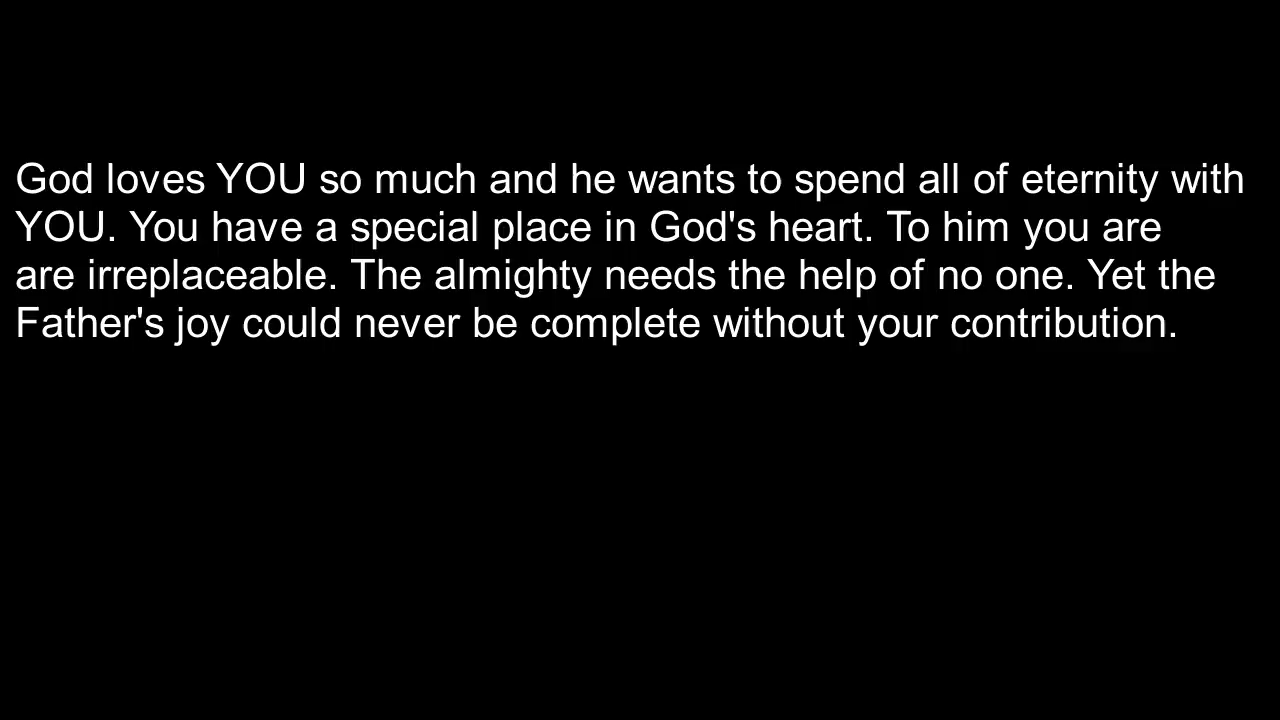 God loves YOU so much and he wants to spend all of eternity with
YOU. You have a special place in God's heart. To him you are
are irreplaceable. The almighty needs the help of no one. Yet the
Father's joy could never be complete without your contribution.